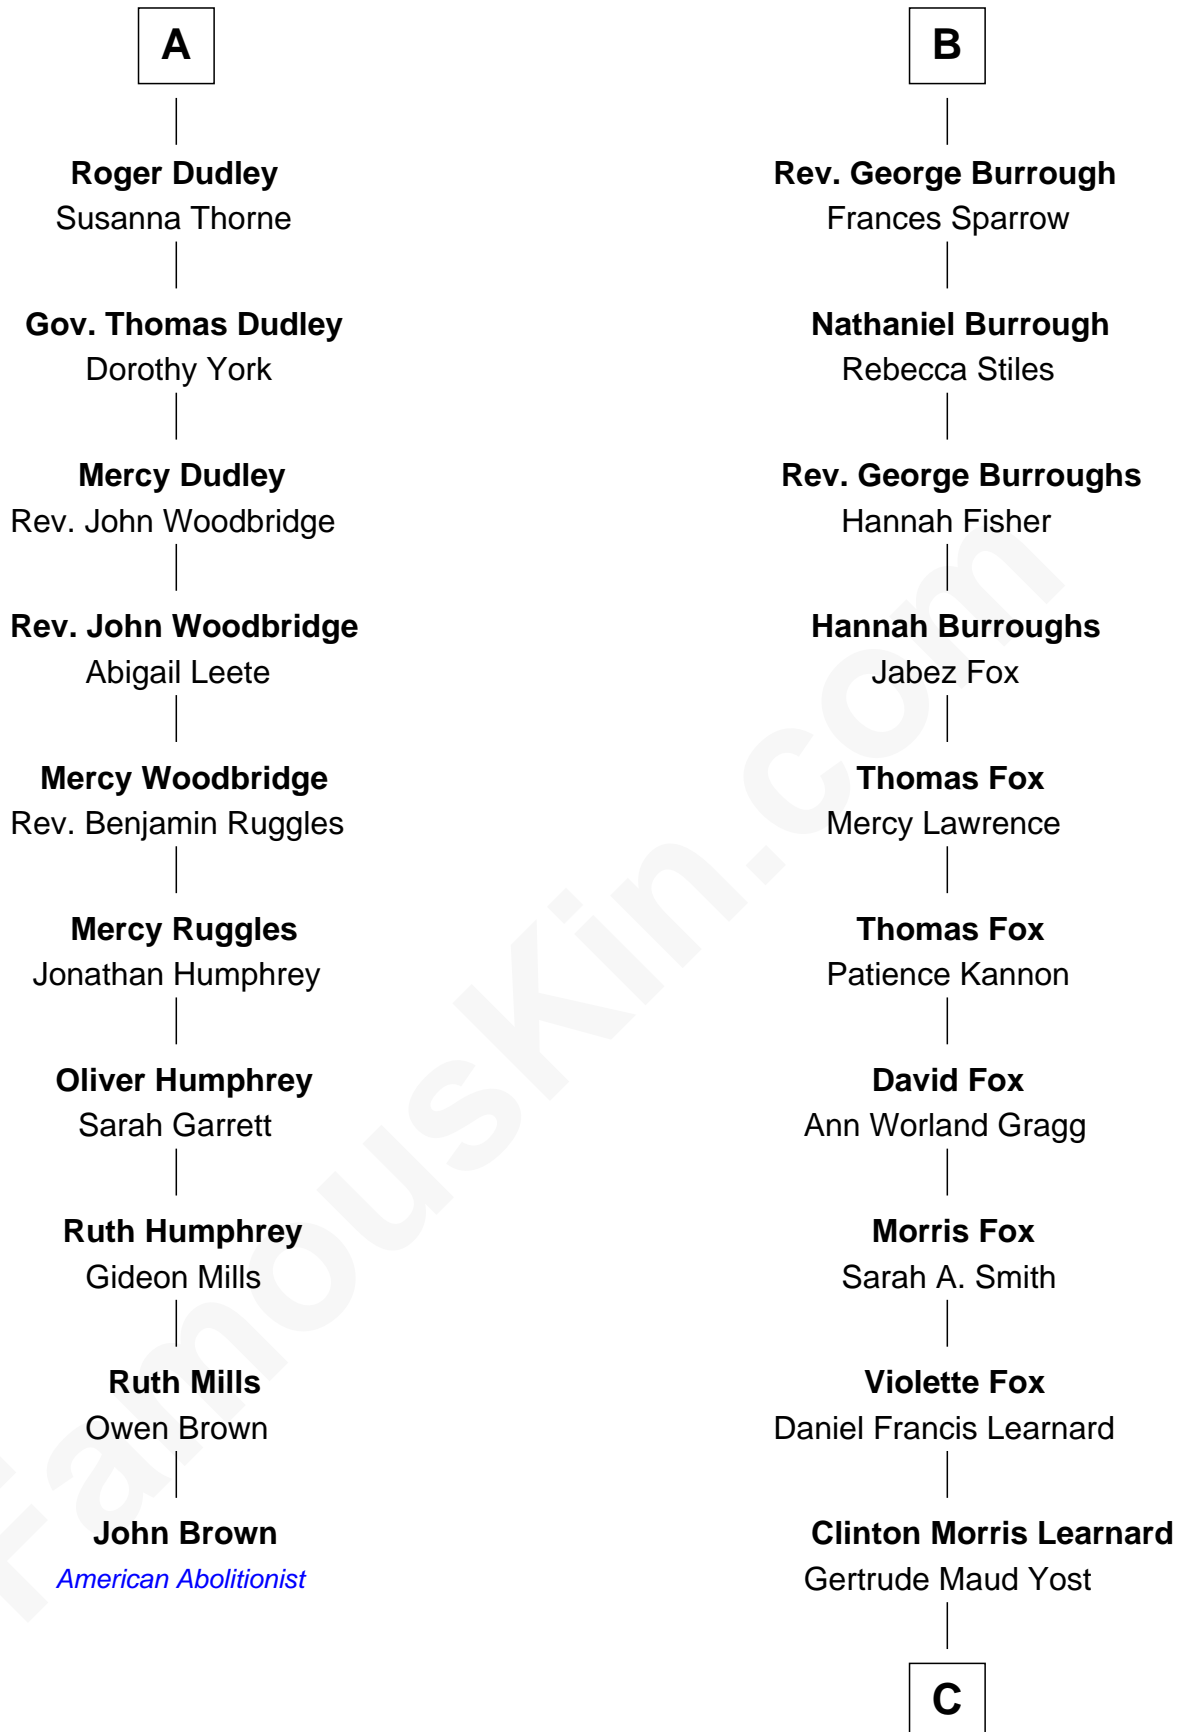 A
Roger Dudley
Susanna Thorne
Gov. Thomas Dudley
Dorothy York
Mercy Dudley
Rev. John Woodbridge
Rev. John Woodbridge
Abigail Leete
Mercy Woodbridge
Rev. Benjamin Ruggles
Mercy Ruggles
Jonathan Humphrey
Oliver Humphrey
Sarah Garrett
Ruth Humphrey
Gideon Mills
Ruth Mills
Owen Brown
John Brown
American Abolitionist
B
Rev. George Burrough
Frances Sparrow
Nathaniel Burrough
Rebecca Stiles
Rev. George Burroughs
Hannah Fisher
Hannah Burroughs
Jabez Fox
Thomas Fox
Mercy Lawrence
Thomas Fox
Patience Kannon
David Fox
Ann Worland Gragg
Morris Fox
Sarah A. Smith
Violette Fox
Daniel Francis Learnard
Clinton Morris Learnard
Gertrude Maud Yost
C
FamousKin.com